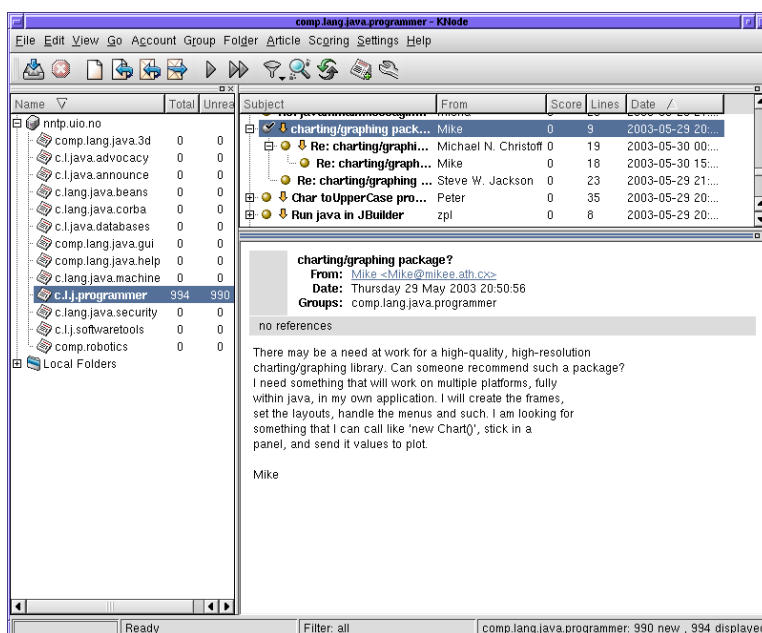 comp.lang.java.programmer - KNode
File Edit View Go Account Group Folder Article Scoring Settings Help
Name Total Unrea
nntp.uio.no
comp.lang.java.3d 0 0
c.l.java.advocacy 0 0
c.l.java.announce 0 0
c.lang.java.beans 0 0
c.lang.java.corba 0 0
c.l.java.databases 0 0
comp.lang.java.gui 0 0
comp.lang.java.help 0 0
c.lang.java.machine 0 0
c.l.j.programmer 994 990
c.lang.java.security 0 0
c.l.j.softwaretools 0 0
comp.robotics 0 0
Local Folders
Subject From Score Lines Date
charting/graphing pack... Mike 0 9 2003-05-29 20:...
Re: charting/graphi... Michael N. Christoff 0 19 2003-05-30 00:...
Re: charting/graph... Mike 0 18 2003-05-30 15:...
Re: charting/graphing ... Steve W. Jackson 0 23 2003-05-29 21:...
Char toUpperCase pro... Peter 0 35 2003-05-29 20:...
Run java in JBuilder zpl 0 8 2003-05-29 20:...
charting/graphing package?
From: Mike <Mike@mikee.ath.cx>
Date: Thursday 29 May 2003 20:50:56
Groups: comp.lang.java.programmer
no references
There may be a need at work for a high-quality, high-resolution
charting/graphing library. Can someone recommend such a package?
I need something that will work on multiple platforms, fully
within java, in my own application. I will create the frames,
set the layouts, handle the menus and such. I am looking for
something that I can call like 'new Chart()', stick in a
panel, and send it values to plot.
Mike
Ready
Filter: all
comp.lang.java.programmer: 990 new , 994 displayed